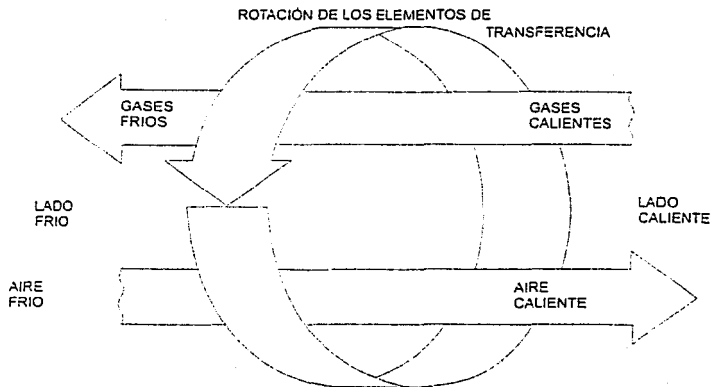 ROTACIÓN DE LOS ELEMENTOS DE
TRANSFERENCIA
GASES
FRIOS
GASES
CALIENTES
LADO
FRIO
LADO
CALIENTE
AIRE
FRIO
AIRE
CALIENTE